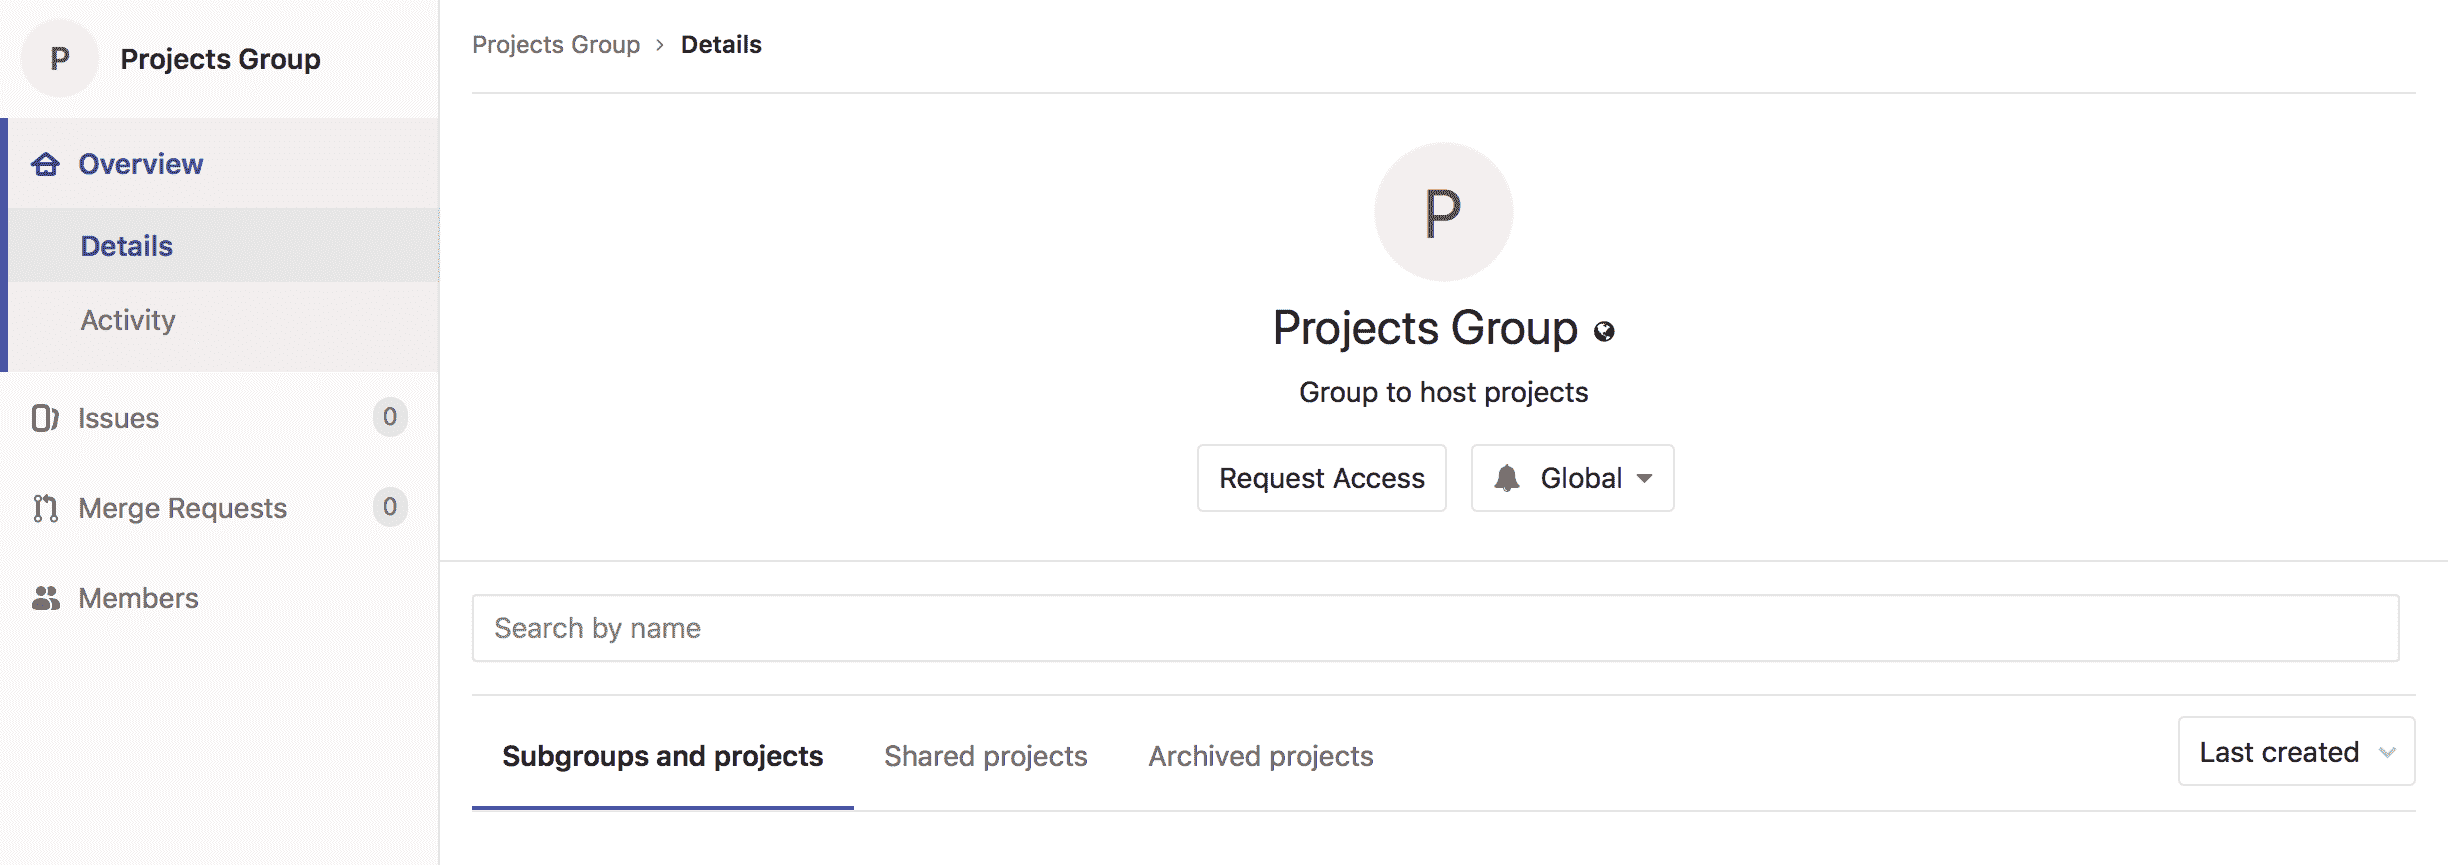 P Projects Group
Overview
Details
Activity
Issues 0
Merge Requests 0
Members
Projects Group › Details
P
Projects Group
Group to host projects
Request Access Global
Search by name
Subgroups and projects Shared projects Archived projects Last created